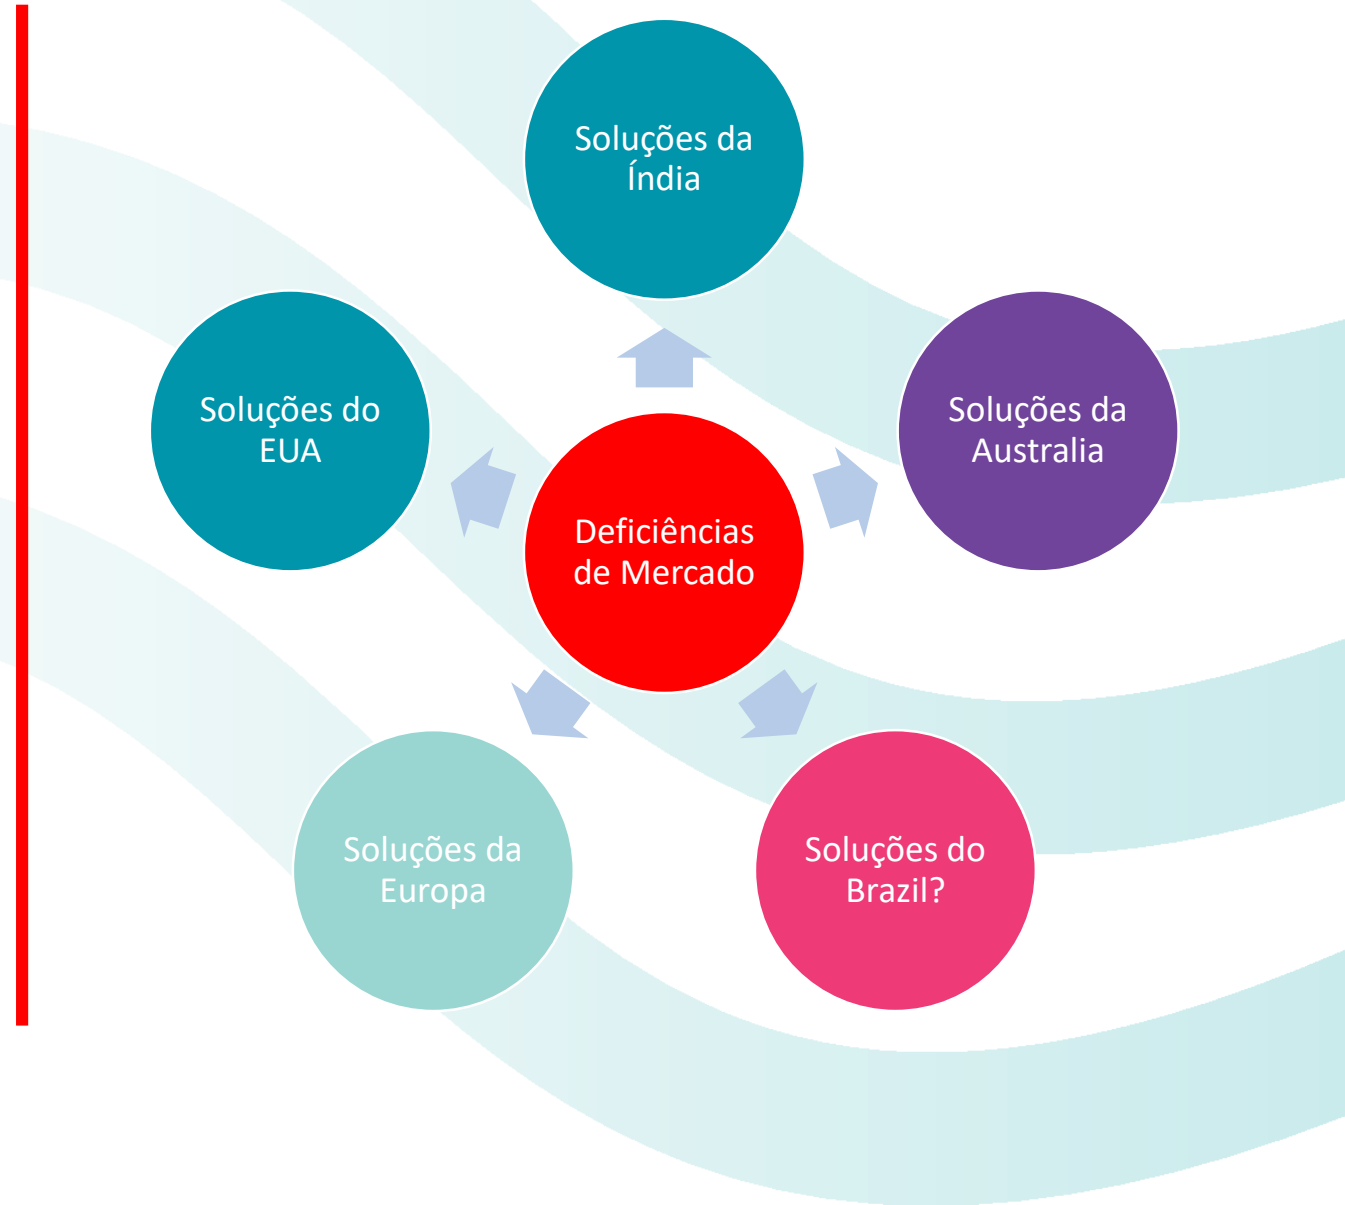 Soluções da
Índia
Soluções do
EUA
Soluções da
Australia
Deficiências
de Mercado
Soluções da
Europa
Soluções do
Brazil?